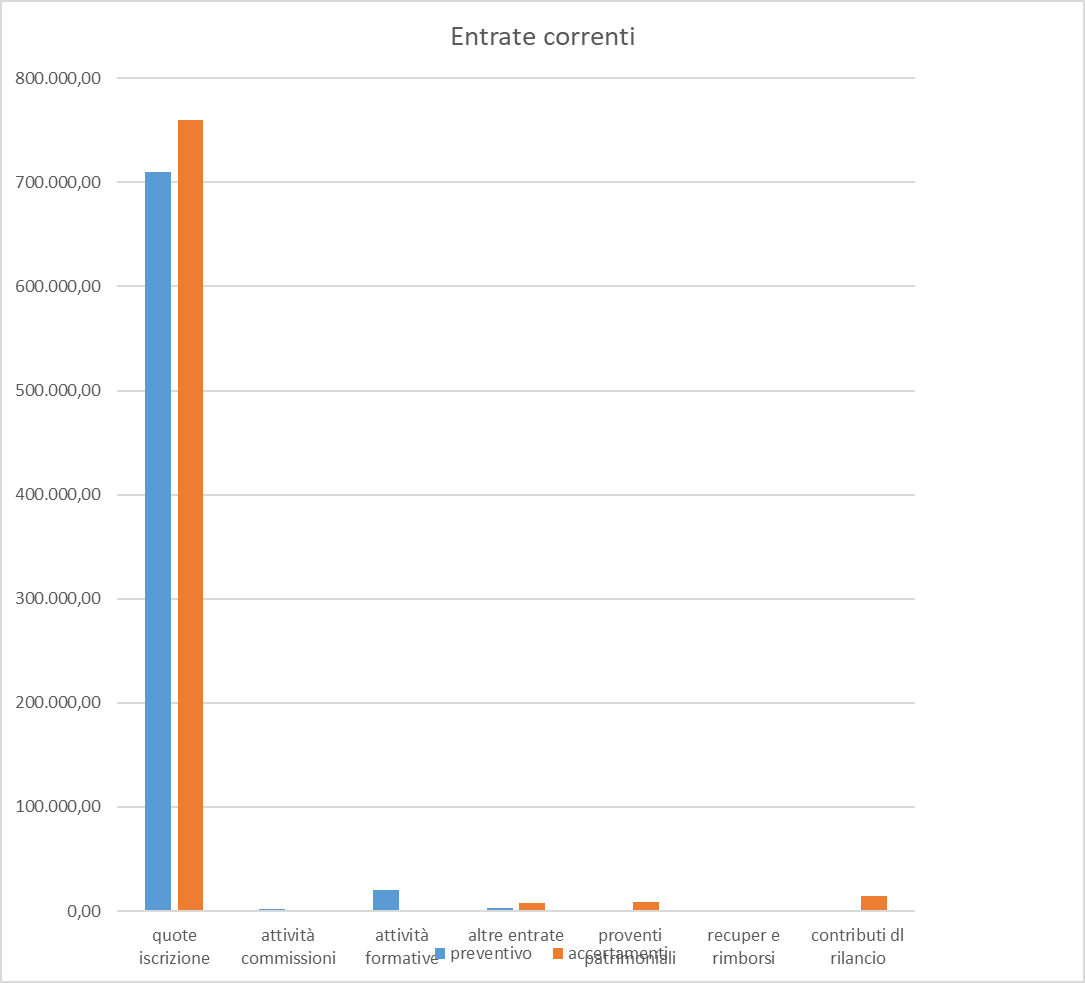 Entrate correnti
800.000,00
700.000,00
600.000,00
500.000,00
400.000,00
300.000,00
200.000,00
100.000,00
0,00
quote iscrizione
attività commissioni
attività formative
altre entrate
proventi patrimoniali
recuper e rimborsi
contributi dl rilancio
preventivo
accertamenti